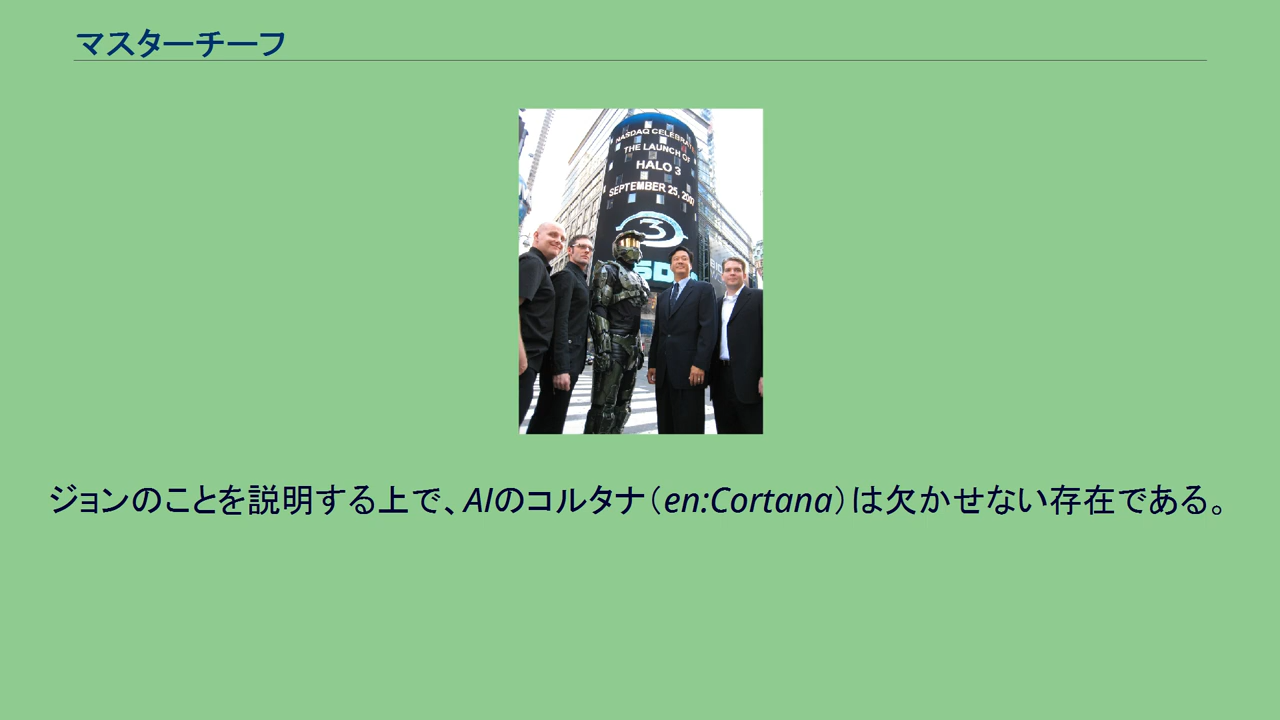 マスターチーフ
NASDAQ CELEBRATE
THE LAUNCH OF
HALO 3
SEPTEMBER 25, 2007
3
ジョンのことを説明する上で、AIのコルタナ（en:Cortana）は欠かせない存在である。